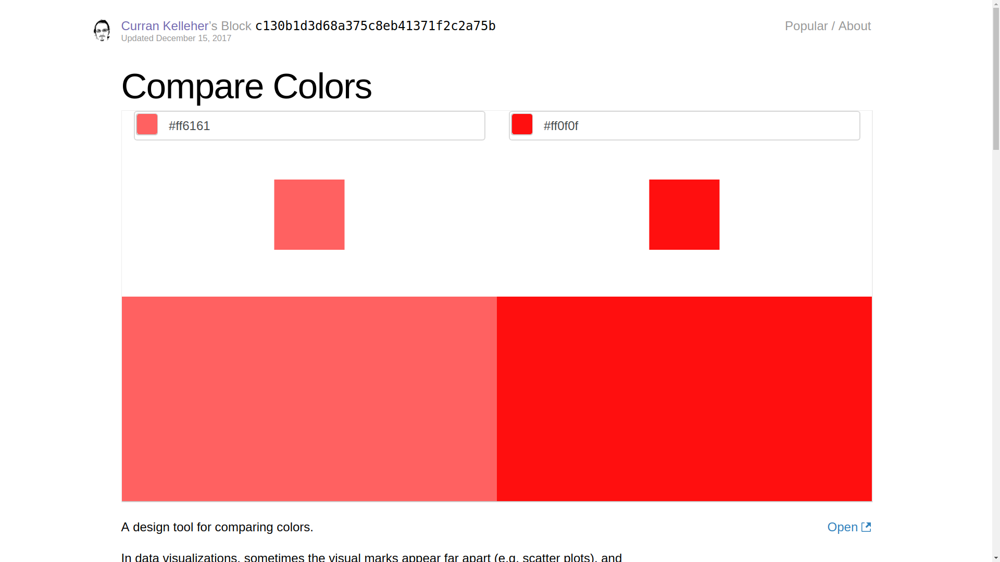 Curran Kelleher’s Block c130b1d3d68a375c8eb41371f2c2a75b
Popular / About
Updated December 15, 2017
Compare Colors
#ff6161
#ff0f0f
A design tool for comparing colors.
Open
In data visualizations, sometimes the visual marks appear far apart (e.g. scatter plots), and